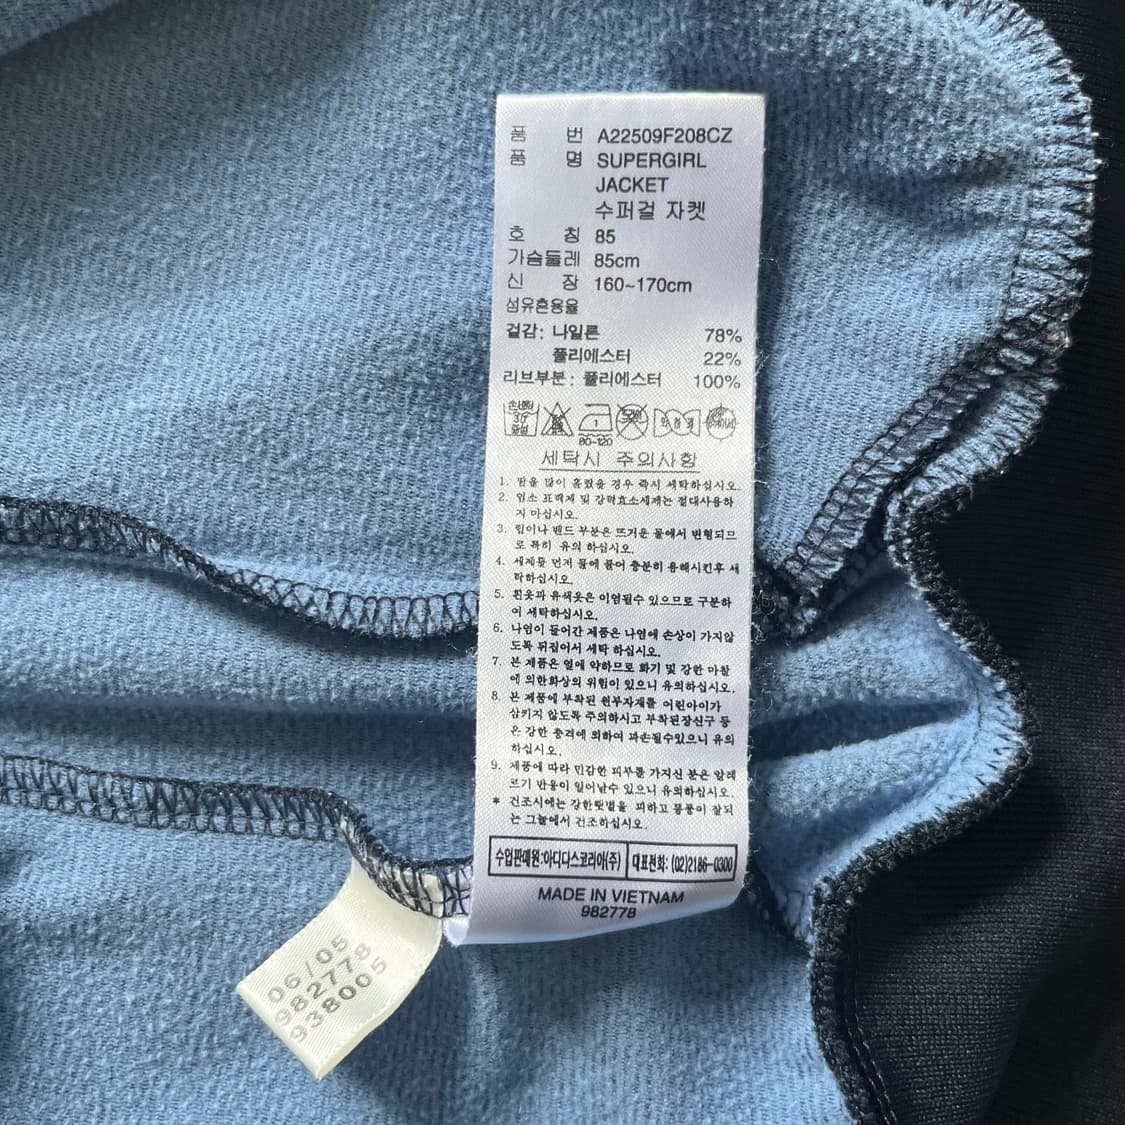 품 번 A22509F208CZ
품 명 SUPERGIRL
JACKET
수퍼걸 자켓
호 칭 85
가슴둘레 85cm
신 장 160~170cm
섬유혼용율
겉감: 나일론 78%
폴리에스터 22%
리브부분: 폴리에스터 100%
손세탁
30
중성
80~120
세탁시 주의사항
1. 땀을 많이 흘렸을 경우 즉시 세탁하십시오.
2. 염소 표백제 및 강력효소세제는 절대사용하
지 마십시오.
3. 립이나 밴드 부분은 뜨거운 물에서 변형되므
로 특히 유의 하십시오.
4. 세제를 먼저 물에 풀어 충분히 용해시킨후 세
탁하십시오.
5. 흰옷과 유색옷은 이염될수 있으므로 구분하
여 세탁하십시오.
6. 나염이 들어간 제품은 나염에 손상이 가지않
도록 뒤집어서 세탁 하십시오.
7. 본 제품은 열에 약하므로 화기 및 강한 마찰
에 의한화상의 위험이 있으니 유의하십시오.
8. 본 제품에 부착된 원부자재를 어린아이가
삼키지 않도록 주의하시고 부착된장신구 등
은 강한 충격에 의하여 파손될수있으니 유의
하십시오.
9. 제품에 따라 민감한 피부를 가지신 분은 알레
르기 반응이 일어날수 있으니 유의하십시오.
* 건조시에는 강한햇볕을 피하고 통풍이 잘되
는 그늘에서 건조하십시오.
수입판매원:아디다스코리아(주) 대표전화: (02)2186-0300
MADE IN VIETNAM
982778
06/05
982778
938005